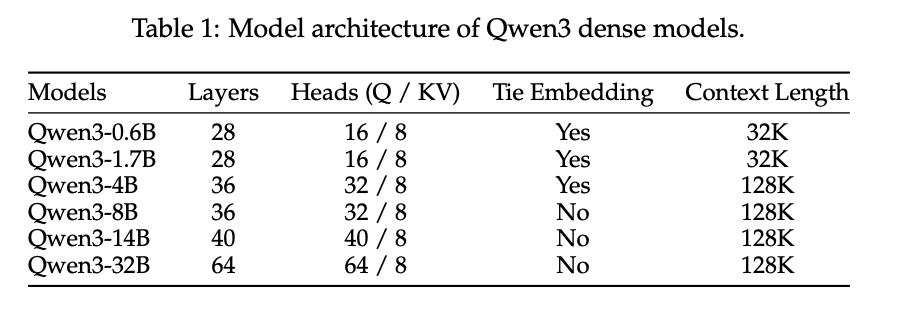 Table 1: Model architecture of Qwen3 dense models.
Models Layers Heads (Q / KV) Tie Embedding Context Length
Qwen3-0.6B 28 16 / 8 Yes 32K
Qwen3-1.7B 28 16 / 8 Yes 32K
Qwen3-4B 36 32 / 8 Yes 128K
Qwen3-8B 36 32 / 8 No 128K
Qwen3-14B 40 40 / 8 No 128K
Qwen3-32B 64 64 / 8 No 128K